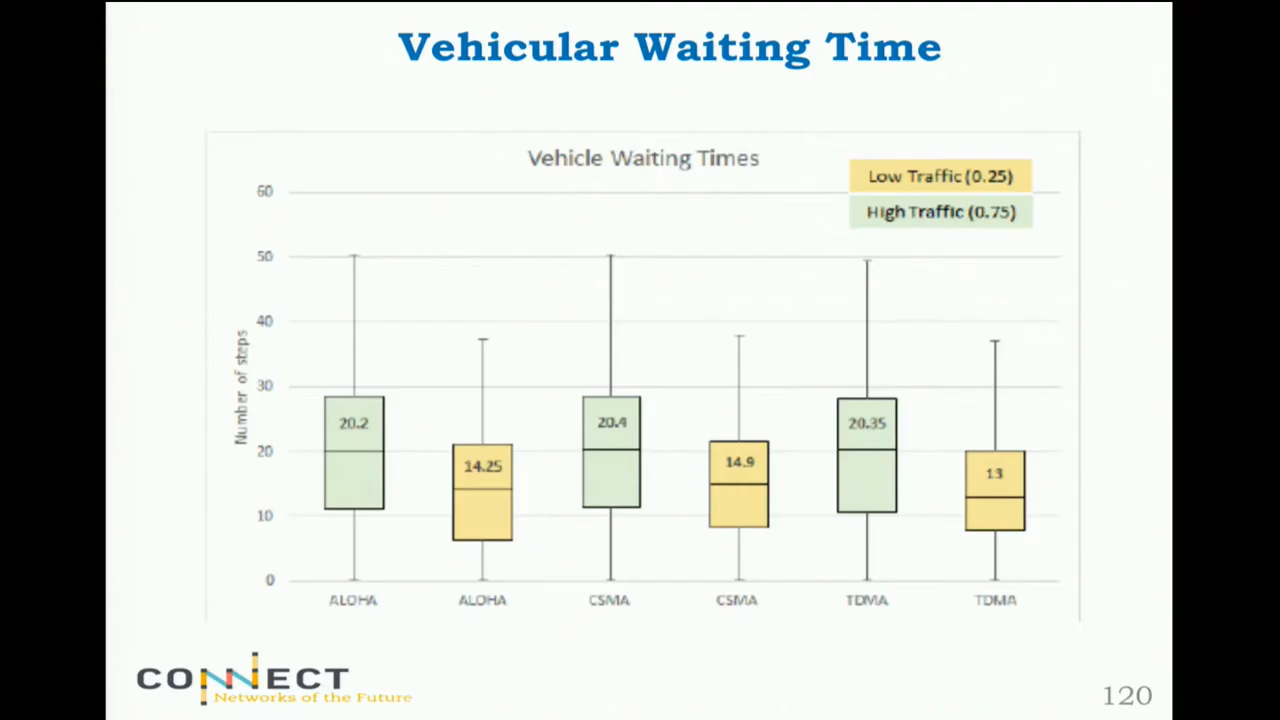 Vehicular Waiting Time
Vehicle Waiting Times
Low Traffic (0.25)
High Traffic (0.75)
Number of steps
60
50
40
30
20
10
0
20.2
14.25
20.4
14.9
20.35
13
ALOHA
ALOHA
CSMA
CSMA
TDMA
TDMA
CONNECT
Networks of the Future
120